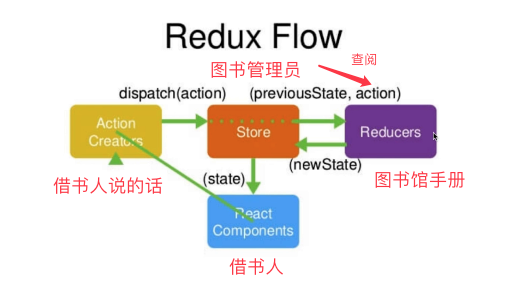 Redux Flow
图书管理员
查阅
dispatch(action)
(previousState, action)
Action
Creators
Store
Reducers
(newState)
借书人说的话
(state)
图书馆手册
React
Components
借书人